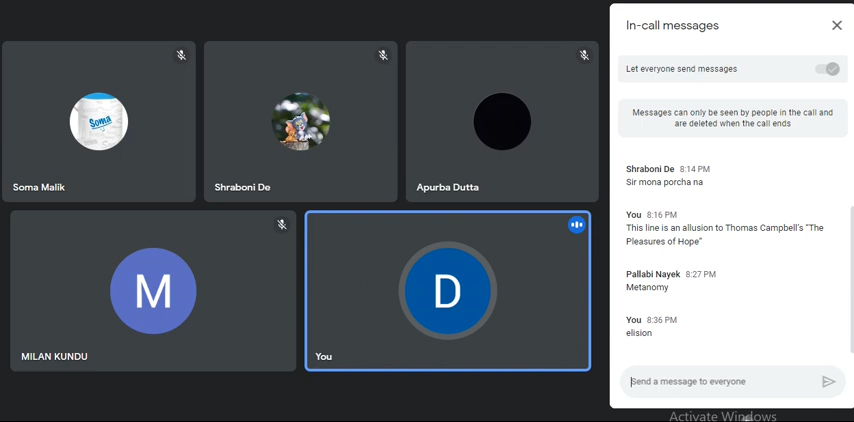 Soma
Soma Malik
Shraboni De
Apurba Dutta
M
MILAN KUNDU
D
You
In-call messages
Let everyone send messages
Messages can only be seen by people in the call and
are deleted when the call ends
Shraboni De 8:14 PM
Sir mona porcha na
You 8:16 PM
This line is an allusion to Thomas Campbell's “The
Pleasures of Hope”
Pallabi Nayek 8:27 PM
Metanomy
You 8:36 PM
elision
Send a message to everyone
Activate Windows